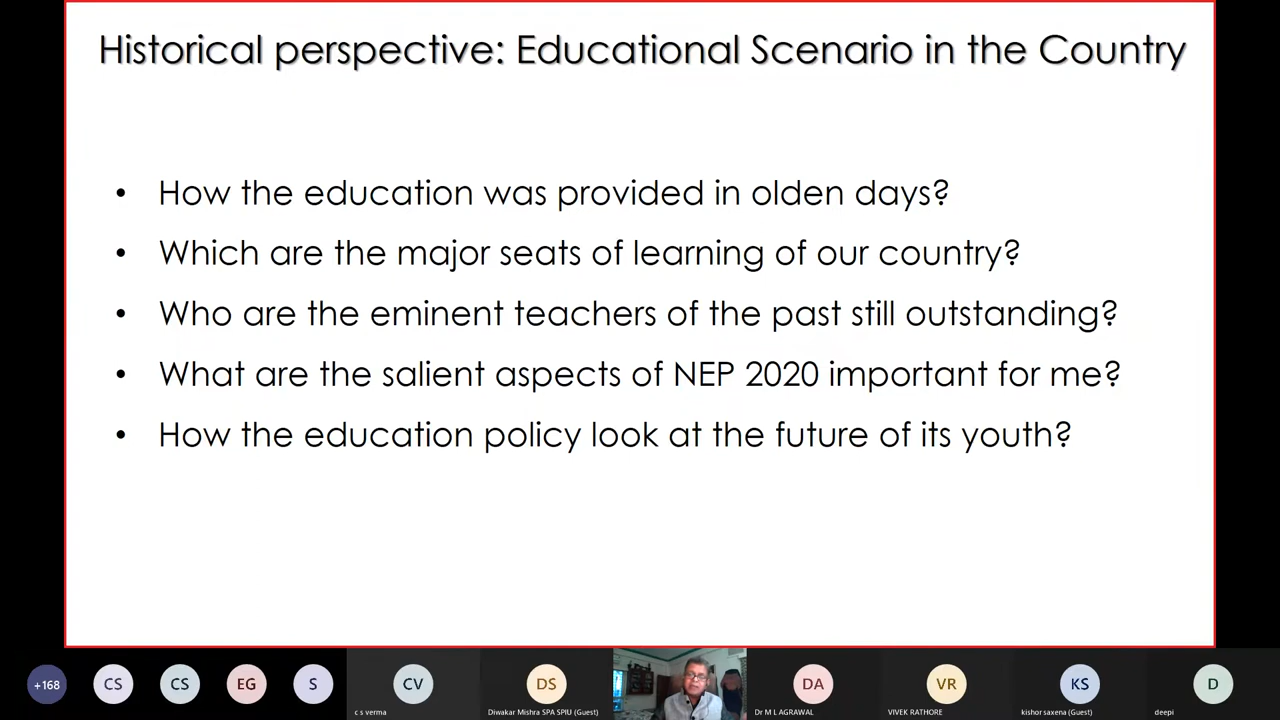 Historical perspective: Educational Scenario in the Country
• How the education was provided in olden days?
• Which are the major seats of learning of our country?
• Who are the eminent teachers of the past still outstanding?
• What are the salient aspects of NEP 2020 important for me?
• How the education policy look at the future of its youth?
+168 CS CS EG S CV DS DA VR KS D
c s verma Diwakar Mishra SPA SPIU (Guest) Dr M L AGRAWAL VIVEK RATHORE kishor saxena (Guest) deepi